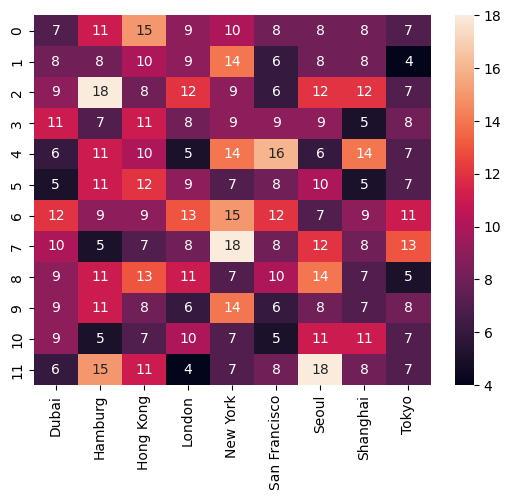 0 7 11 15 9 10 8 8 8 7
1 8 8 10 9 14 6 8 8 4
2 9 18 8 12 9 6 12 12 7
3 11 7 11 8 9 9 9 5 8
4 6 11 10 5 14 16 6 14 7
5 5 11 12 9 7 8 10 5 7
6 12 9 9 13 15 12 7 9 11
7 10 5 7 8 18 8 12 8 13
8 9 11 13 11 7 10 14 7 5
9 9 11 8 6 14 6 8 7 8
10 9 5 7 10 7 5 11 11 7
11 6 15 11 4 7 8 18 8 7
Dubai
Hamburg
Hong Kong
London
New York
San Francisco
Seoul
Shanghai
Tokyo
18
16
14
12
10
8
6
4